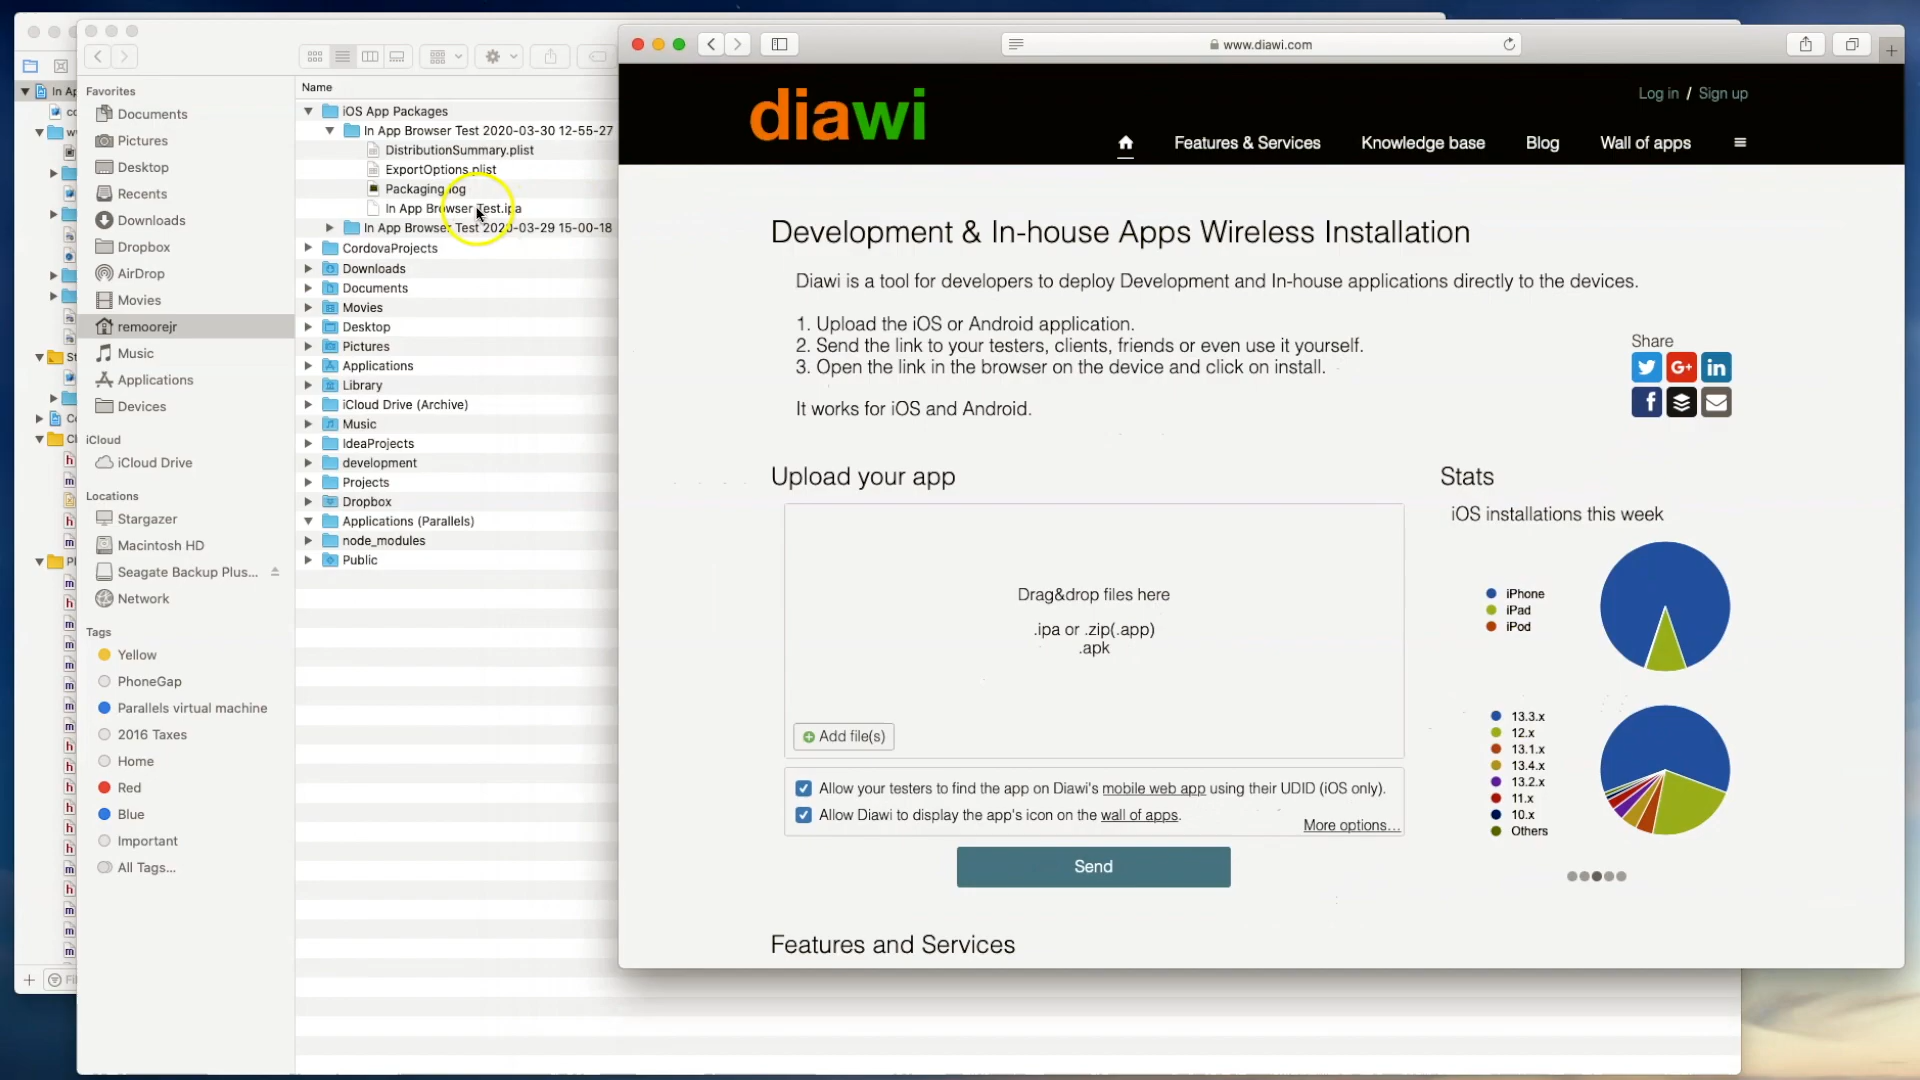 In Ap
Favorites
Documents
Pictures
Desktop
Recents
Downloads
Dropbox
AirDrop
Movies
remoorejr
Music
Applications
Devices
iCloud
iCloud Drive
Locations
Stargazer
Macintosh HD
Seagate Backup Plus...
Network
Tags
Yellow
PhoneGap
Parallels virtual machine
2016 Taxes
Home
Red
Blue
Important
All Tags...
Name
iOS App Packages
In App Browser Test 2020-03-30 12-55-27
DistributionSummary.plist
ExportOptions.plist
Packaging.log
In App Browser Test.ipa
In App Browser Test 2020-03-29 15-00-18
CordovaProjects
Downloads
Documents
Movies
Desktop
Pictures
Applications
Library
iCloud Drive (Archive)
Music
IdeaProjects
development
Projects
Dropbox
Applications (Parallels)
node_modules
Public
www.diawi.com
Log in / Sign up
diawi
Features & Services Knowledge base Blog Wall of apps
Development & In-house Apps Wireless Installation
Diawi is a tool for developers to deploy Development and In-house applications directly to the devices.
1. Upload the iOS or Android application.
2. Send the link to your testers, clients, friends or even use it yourself.
3. Open the link in the browser on the device and click on install.
It works for iOS and Android.
Share
G+ in
f
Upload your app
Drag&drop files here
.ipa or .zip(.app)
.apk
Add file(s)
Allow your testers to find the app on Diawi's mobile web app using their UDID (iOS only).
Allow Diawi to display the app's icon on the wall of apps.
More options...
Send
Stats
iOS installations this week
iPhone
iPad
iPod
13.3.x
12.x
13.1.x
13.4.x
13.2.x
11.x
10.x
Others
Features and Services